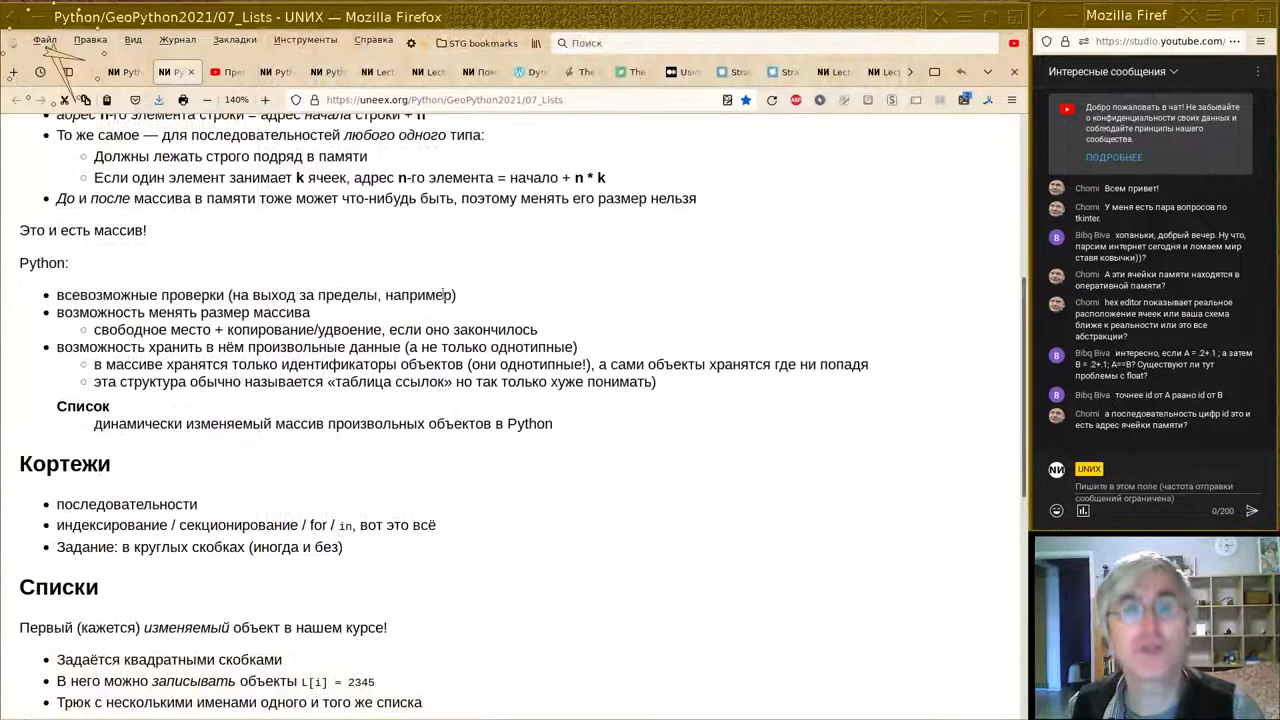 Python/GeoPython2021/07_Lists - UNИX — Mozilla Firefox
Файл Правка Вид Журнал Закладки Инструменты Справка
STG bookmarks
Поиск
140%
https://uneex.org/Python/GeoPython2021/07_Lists
адрес n-го элемента строки = адрес начала строки + n
То же самое — для последовательностей любого одного типа:
Должны лежать строго подряд в памяти
Если один элемент занимает k ячеек, адрес n-го элемента = начало + n * k
До и после массива в памяти тоже может что-нибудь быть, поэтому менять его размер нельзя
Это и есть массив!
Python:
всевозможные проверки (на выход за пределы, например)
возможность менять размер массива
свободное место + копирование/удвоение, если оно закончилось
возможность хранить в нём произвольные данные (а не только однотипные)
в массиве хранятся только идентификаторы объектов (они однотипные!), а сами объекты хранятся где ни попадя
эта структура обычно называется «таблица ссылок» но так только хуже понимать)
Список
динамически изменяемый массив произвольных объектов в Python
Кортежи
последовательности
индексирование / секционирование / for / in, вот это всё
Задание: в круглых скобках (иногда и без)
Списки
Первый (кажется) изменяемый объект в нашем курсе!
Задаётся квадратными скобками
В него можно записывать объекты L[i] = 2345
Трюк с несколькими именами одного и того же списка
Mozilla Firef
https://studio.youtube.com/
Интересные сообщения
Добро пожаловать в чат! Не забывайте
о конфиденциальности своих данных и
соблюдайте принципы нашего
сообщества.
ПОДРОБНЕЕ
Chomi Всем привет!
Chomi У меня есть пара вопросов по
tkinter.
Bibq Biva хопаньки, добрый вечер. Ну что,
парсим интернет сегодня и ломаем мир
ставя ковычки))?
Chomi А эти ячейки памяти находятся в
оперативной памяти?
Chomi hex editor показывает реальное
расположение ячеек или ваша схема
ближе к реальности или это все
абстракции?
Bibq Biva интересно, если А = .2+.1 ; а затем
В = .2+.1; А==В? Существуют ли тут
проблемы с float?
Bibq Biva точнее id от А раано id от В
Chomi а последовательность цифр id это и
есть адрес ячейки памяти?
UNИX
Пишите в этом поле (частота отправки
сообщений ограничена)
0/200